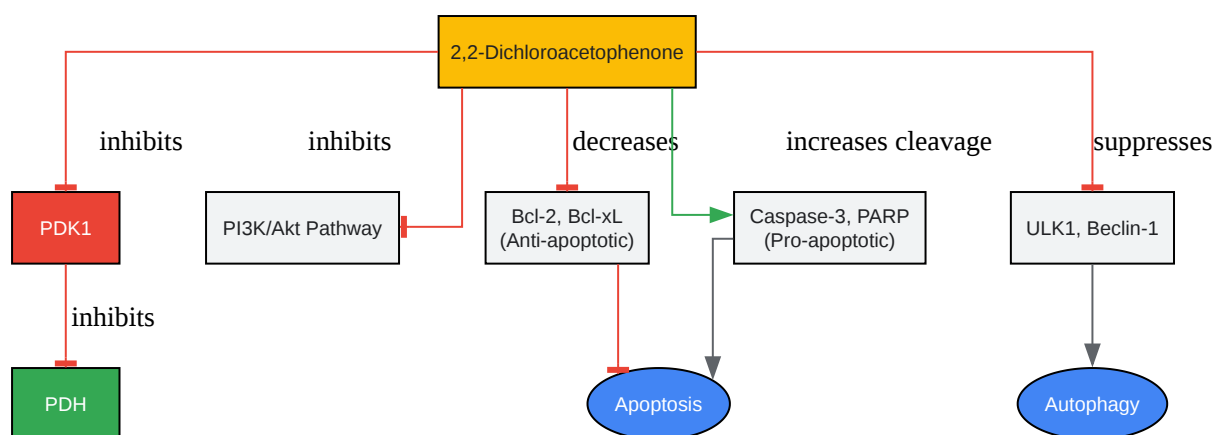 2,2-Dichloroacetophenone
inhibits
inhibits
decreases
increases cleavage
suppresses
PDK1
PI3K/Akt Pathway
Bcl-2, Bcl-xL
(Anti-apoptotic)
Caspase-3, PARP
(Pro-apoptotic)
ULK1, Beclin-1
inhibits
PDH
Apoptosis
Autophagy